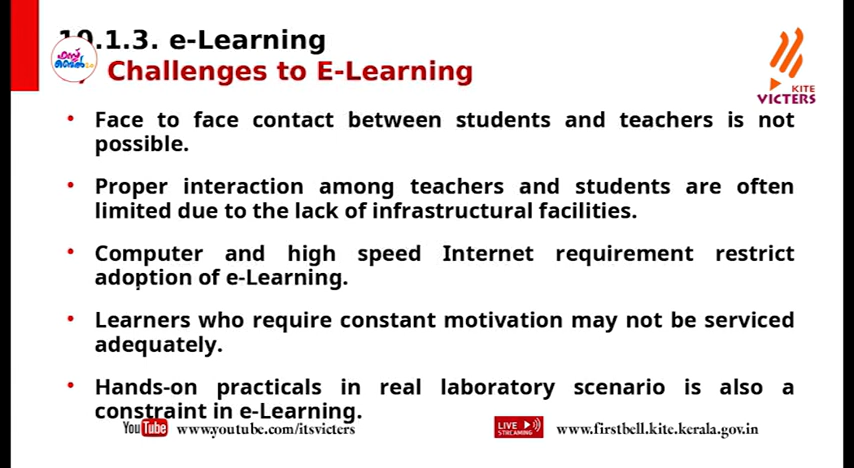 10.1.3. e-Learning
Challenges to E-Learning
KITE
VICTERS
• Face to face contact between students and teachers is not
possible.
• Proper interaction among teachers and students are often
limited due to the lack of infrastructural facilities.
• Computer and high speed Internet requirement restrict
adoption of e-Learning.
• Learners who require constant motivation may not be serviced
adequately.
• Hands-on practicals in real laboratory scenario is also a
constraint in e-Learning.
YouTube www.youtube.com/itsvicters
LIVE STREAMING www.firstbell.kite.kerala.gov.in